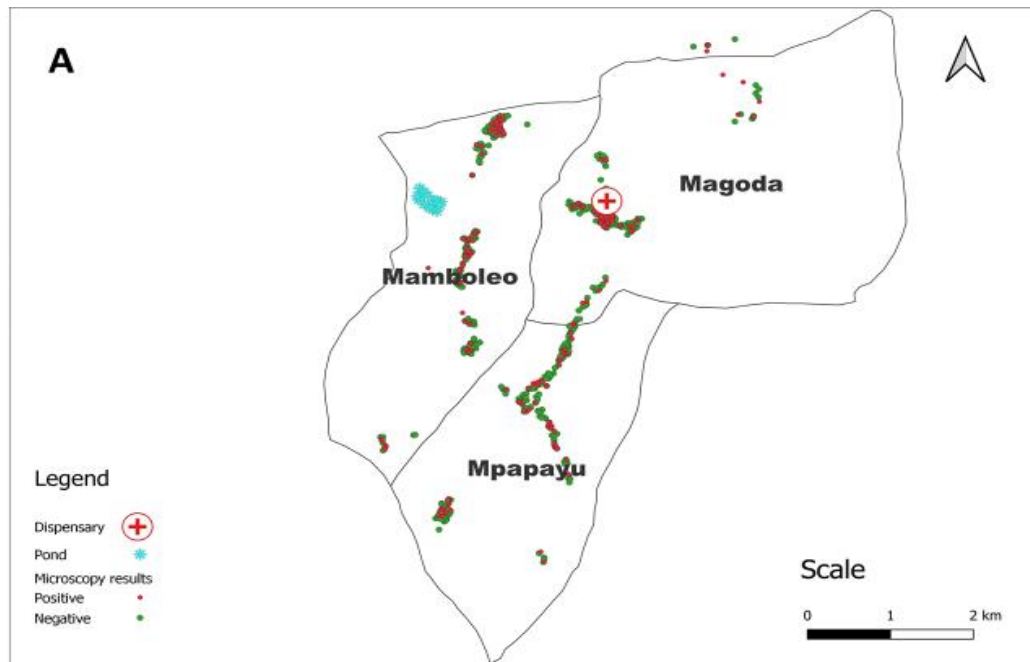 A
Magoda
Mamboleo
Mpapayu
Legend
Dispensary
Pond
Microscopy results
Positive
Negative
Scale
0 1 2 km